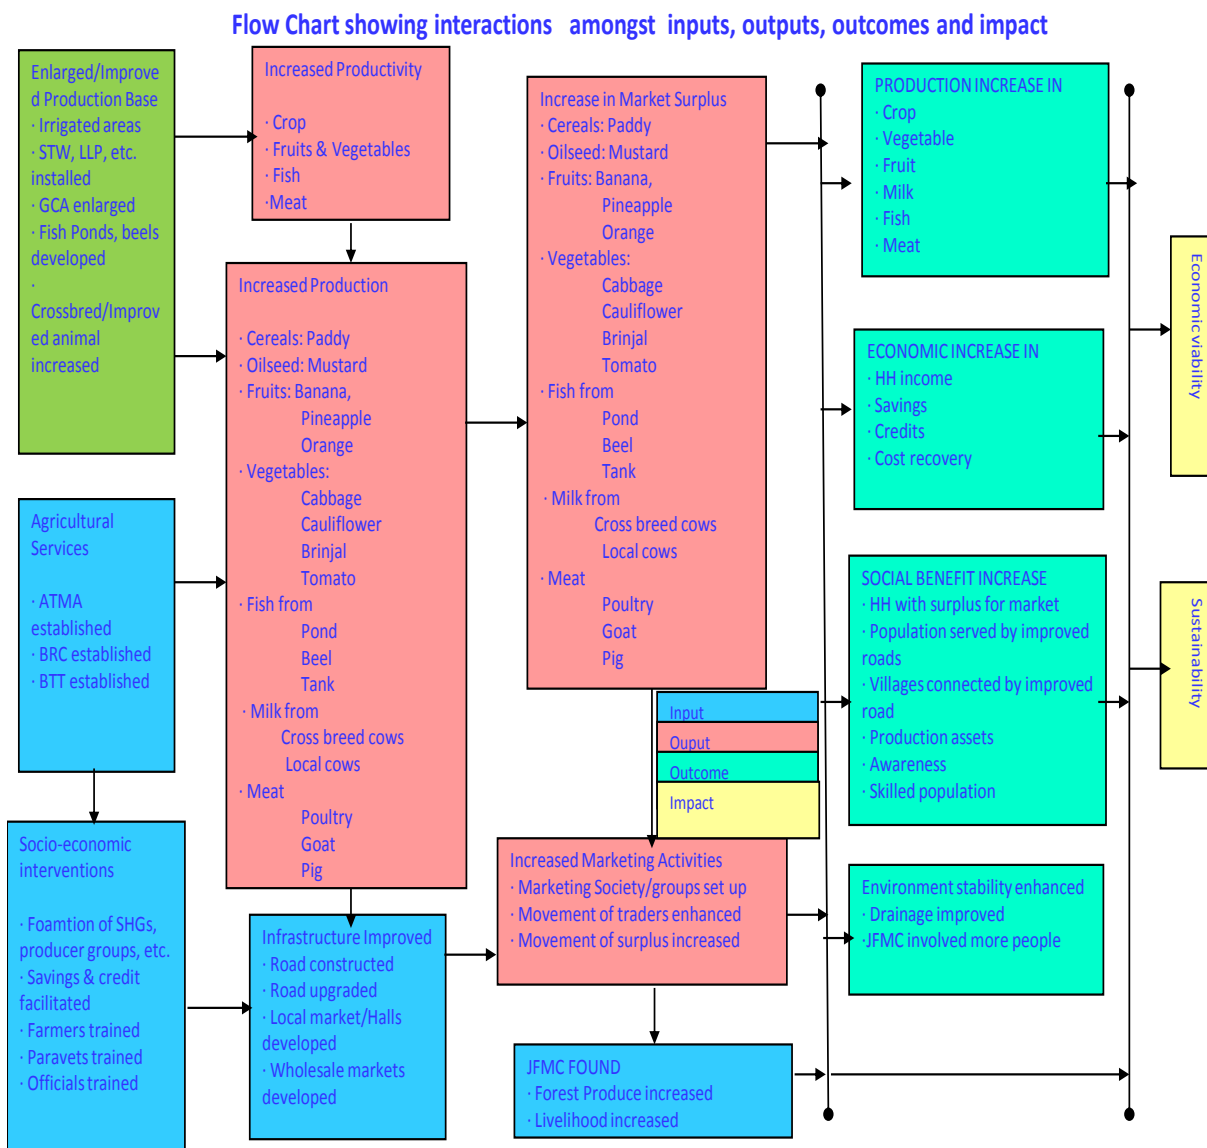 Flow Chart showing interactions amongst inputs, outputs, outcomes and impact
Enlarged/Improve
d Production Base
· Irrigated areas
· STW, LLP, etc.
installed
· GCA enlarged
· Fish Ponds, beels
developed
·
Crossbred/Improv
ed animal
increased
Agricultural
Services
· ATMA
established
· BRC established
· BTT established
Socio-economic
interventions
· Foamtion of SHGs,
producer groups, etc.
· Savings & credit
facilitated
· Farmers trained
· Paravets trained
· Officials trained
Increased Productivity
· Crop
· Fruits & Vegetables
· Fish
·Meat
Increased Production
· Cereals: Paddy
· Oilseed: Mustard
· Fruits: Banana,
Pineapple
Orange
· Vegetables:
Cabbage
Cauliflower
Brinjal
Tomato
· Fish from
Pond
Beel
Tank
· Milk from
Cross breed cows
Local cows
· Meat
Poultry
Goat
Pig
Infrastructure Improved
· Road constructed
· Road upgraded
· Local market/Halls
developed
· Wholesale markets
developed
Increase in Market Surplus
· Cereals: Paddy
· Oilseed: Mustard
· Fruits: Banana,
Pineapple
Orange
· Vegetables:
Cabbage
Cauliflower
Brinjal
Tomato
· Fish from
Pond
Beel
Tank
· Milk from
Cross breed cows
Local cows
· Meat
Poultry
Goat
Pig
Input
Ouput
Outcome
Impact
Increased Marketing Activities
· Marketing Society/groups set up
· Movement of traders enhanced
· Movement of surplus increased
JFMC FOUND
· Forest Produce increased
· Livelihood increased
PRODUCTION INCREASE IN
· Crop
· Vegetable
· Fruit
· Milk
· Fish
· Meat
ECONOMIC INCREASE IN
· HH income
· Savings
· Credits
· Cost recovery
SOCIAL BENEFIT INCREASE
· HH with surplus for market
· Population served by improved
roads
· Villages connected by improved
road
· Production assets
· Awareness
· Skilled population
Environment stability enhanced
· Drainage improved
·JFMC involved more people
Economic viability
Sustainability